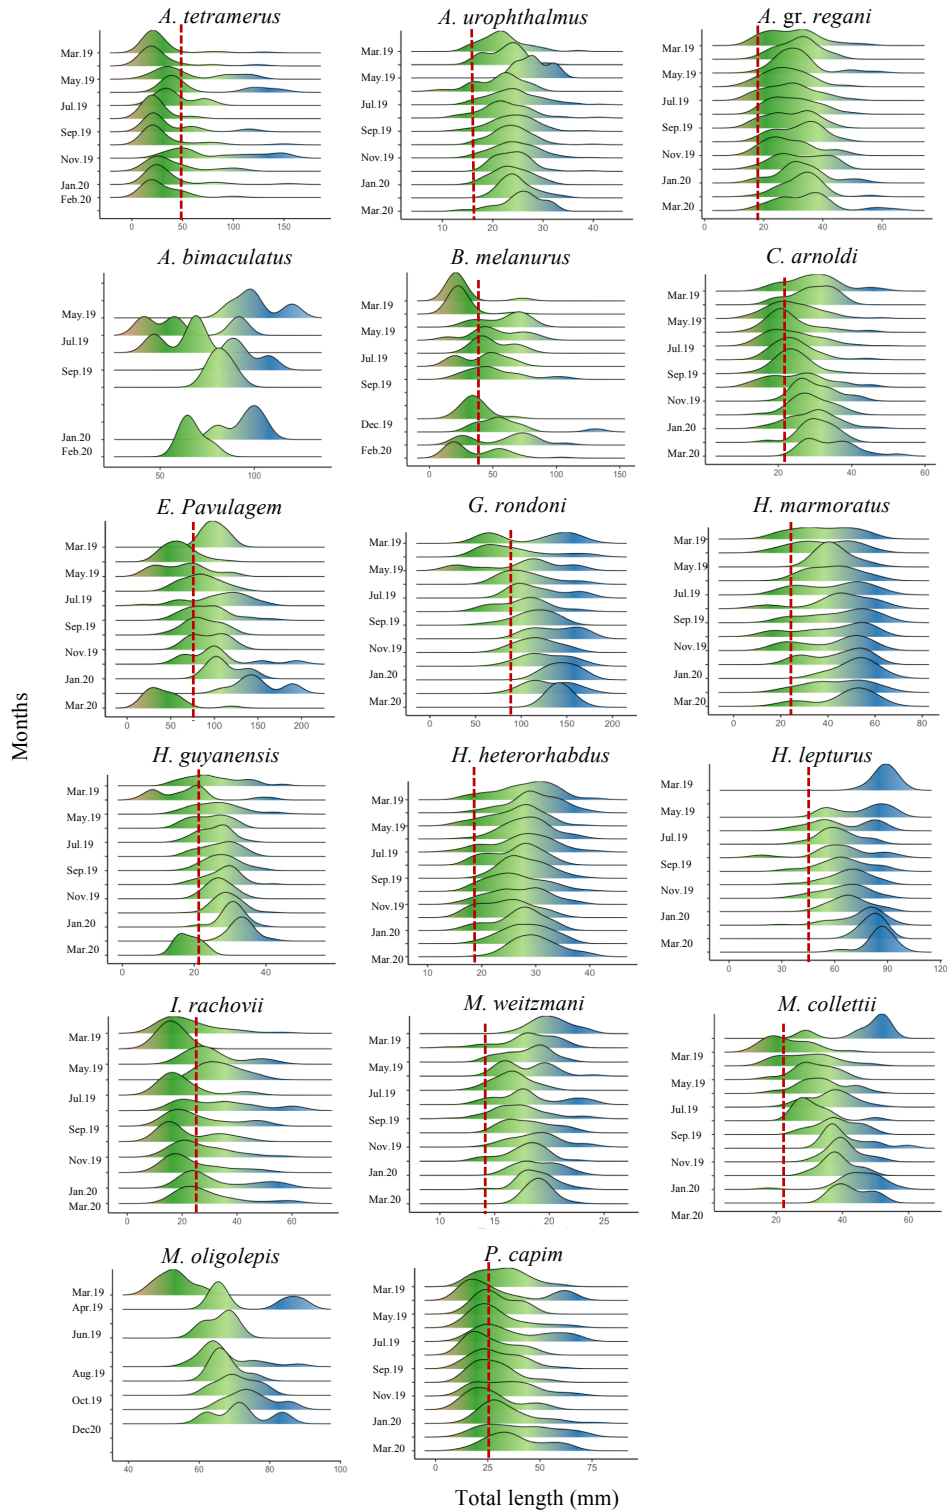 A. tetramerus
A. urophthalmus
A. gr. regani
Mar.19
May.19
Jul.19
Sep.19
Nov.19
Jan.20
Feb.20
0 50 100 150
Mar.19
May.19
Jul.19
Sep.19
Nov.19
Jan.20
Mar.20
10 20 30 40
Mar.19
May.19
Jul.19
Sep.19
Nov.19
Jan.20
Mar.20
0 20 40 60
A. bimaculatus
B. melanurus
C. arnoldi
May.19
Jul.19
Sep.19
Jan.20
Feb.20
50 100
Mar.19
May.19
Jul.19
Sep.19
Dec.19
Feb.20
0 50 100 150
Mar.19
May.19
Jul.19
Sep.19
Nov.19
Jan.20
Mar.20
20 40 60
E. Pavulagem
G. rondoni
H. marmoratus
Mar.19
May.19
Jul.19
Sep.19
Nov.19
Jan.20
Mar.20
0 50 100 150 200
Mar.19
May.19
Jul.19
Sep.19
Nov.19
Jan.20
Mar.20
0 50 100 150 200
Mar.19
May.19
Jul.19
Sep.19
Nov.19
Jan.20
Mar.20
0 20 40 60 80
Months
H. guyanensis
H. heterorhabdus
H. lepturus
Mar.19
May.19
Jul.19
Sep.19
Nov.19
Jan.20
Mar.20
0 20 40
Mar.19
May.19
Jul.19
Sep.19
Nov.19
Jan.20
Mar.20
10 20 30 40
Mar.19
May.19
Jul.19
Sep.19
Nov.19
Jan.20
Mar.20
0 30 60 90 120
I. rachovii
M. weitzmani
M. collettii
Mar.19
May.19
Jul.19
Sep.19
Nov.19
Jan.20
Mar.20
0 20 40 60
Mar.19
May.19
Jul.19
Sep.19
Nov.19
Jan.20
Mar.20
10 15 20 25
Mar.19
May.19
Jul.19
Sep.19
Nov.19
Jan.20
Mar.20
20 40 60
M. oligolepis
P. capim
Mar.19
Apr.19
Jun.19
Aug.19
Oct.19
Dec20
40 60 80 100
Mar.19
May.19
Jul.19
Sep.19
Nov.19
Jan.20
Mar.20
0 25 50 75
Total length (mm)